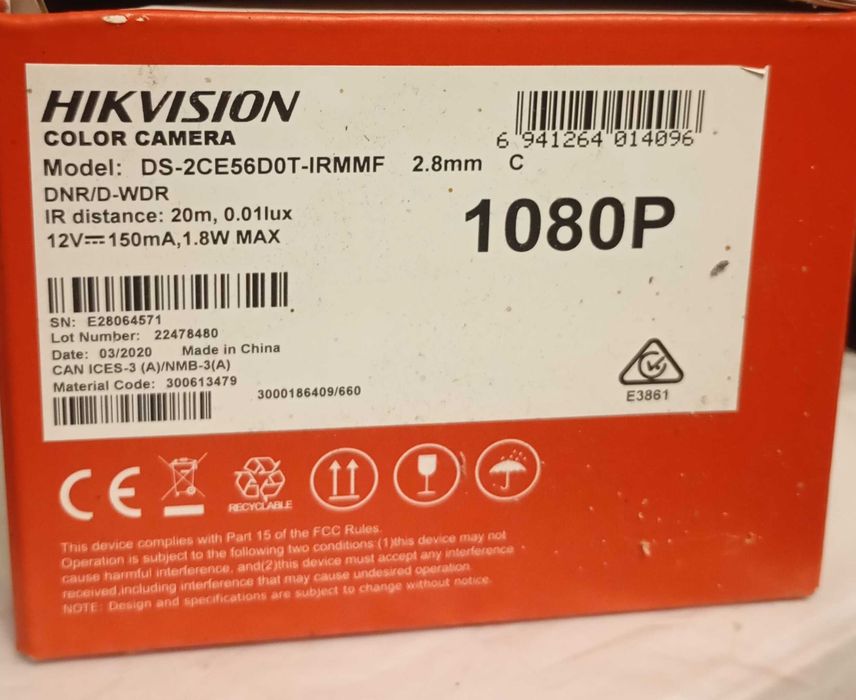 HIKVISION
COLOR CAMERA
Model: DS-2CE56D0T-IRMMF 2.8mm C
6 941264 014096
DNR/D-WDR
IR distance: 20m, 0.01lux
12V⎓150mA,1.8W MAX
1080P
SN: E28064571
Lot Number: 22478480
Date: 03/2020 Made in China
CAN ICES-3 (A)/NMB-3(A)
Material Code: 300613479
3000186409/660
E3861
CE
RECYCLABLE
This device complies with Part 15 of the FCC Rules.
Operation is subject to the following two conditions:(1)this device may not
cause harmful interference, and(2)this device must accept any interference
received,including interference that may cause undesired operation.
NOTE: Design and specifications are subject to change without notice.